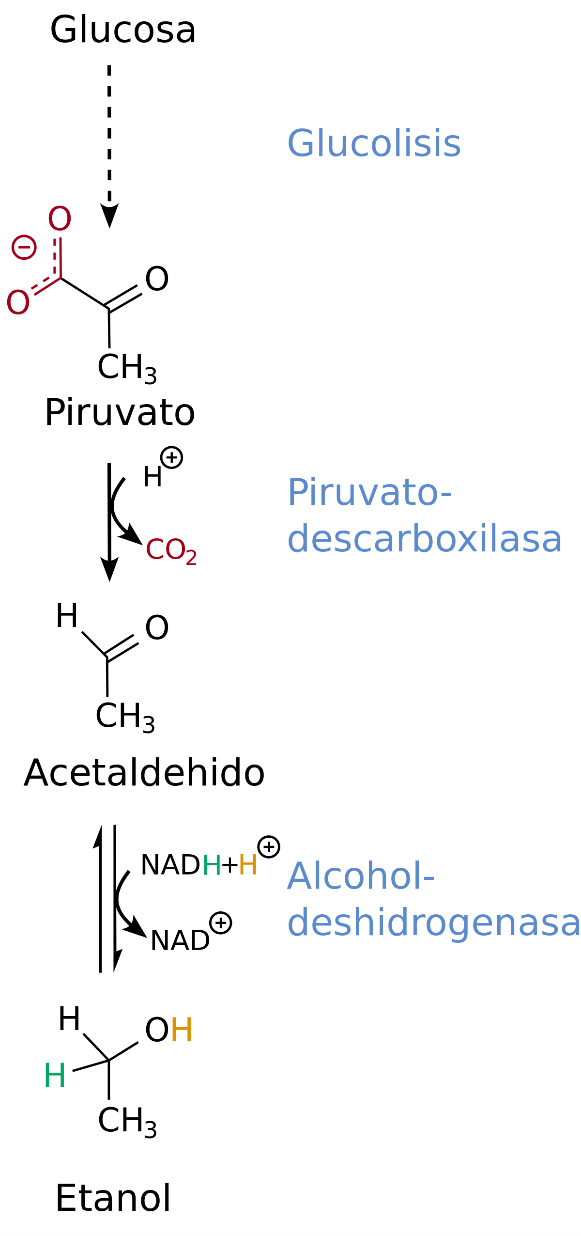 Glucosa
Glucolisis
O
⊖
O
O
CH₃
Piruvato
H⊕
Piruvato-
descarboxilasa
CO₂
H
O
CH₃
Acetaldehido
NADH+H⊕
Alcohol-
deshidrogenasa
NAD⊕
H
OH
H
CH₃
Etanol